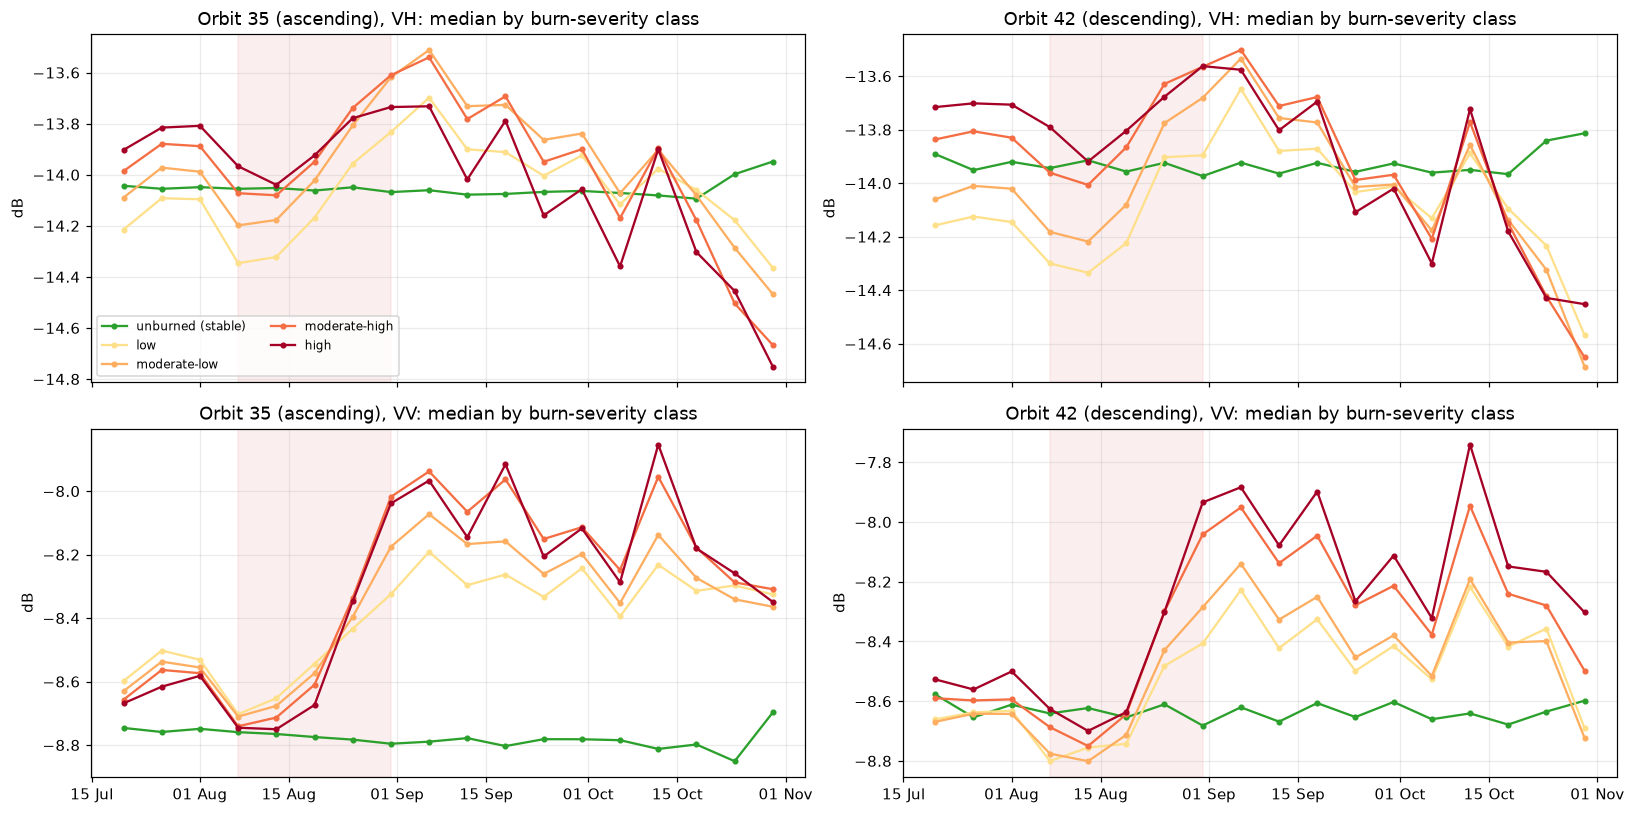 Orbit 35 (ascending), VH: median by burn-severity class
Orbit 42 (descending), VH: median by burn-severity class
dB
−13.6
−13.8
−14.0
−14.2
−14.4
−14.6
−14.8
unburned (stable)
low
moderate-low
moderate-high
high
dB
−13.6
−13.8
−14.0
−14.2
−14.4
−14.6
Orbit 35 (ascending), VV: median by burn-severity class
Orbit 42 (descending), VV: median by burn-severity class
dB
−8.0
−8.2
−8.4
−8.6
−8.8
15 Jul 01 Aug 15 Aug 01 Sep 15 Sep 01 Oct 15 Oct 01 Nov
dB
−7.8
−8.0
−8.2
−8.4
−8.6
−8.8
15 Jul 01 Aug 15 Aug 01 Sep 15 Sep 01 Oct 15 Oct 01 Nov